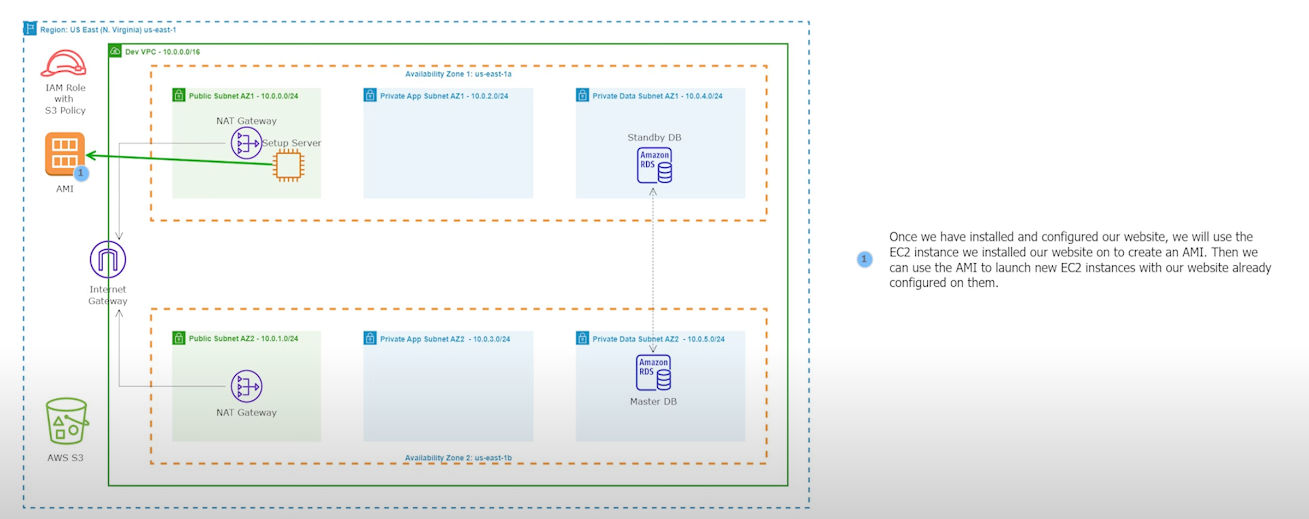 Region: US East (N. Virginia) us-east-1
Dev VPC - 10.0.0.0/16
IAM Role
with
S3 Policy
1
AMI
Availability Zone 1: us-east-1a
Public Subnet AZ1 - 10.0.0.0/24
Private App Subnet AZ1 - 10.0.2.0/24
Private Data Subnet AZ1 - 10.0.4.0/24
NAT Gateway
Setup Server
Standby DB
Amazon
RDS
Internet
Gateway
Public Subnet AZ2 - 10.0.1.0/24
Private App Subnet AZ2 - 10.0.3.0/24
Private Data Subnet AZ2 - 10.0.5.0/24
NAT Gateway
Amazon
RDS
Master DB
Availability Zone 2: us-east-1b
AWS S3
1
Once we have installed and configured our website, we will use the
EC2 instance we installed our website on to create an AMI. Then we
can use the AMI to launch new EC2 instances with our website already
configured on them.